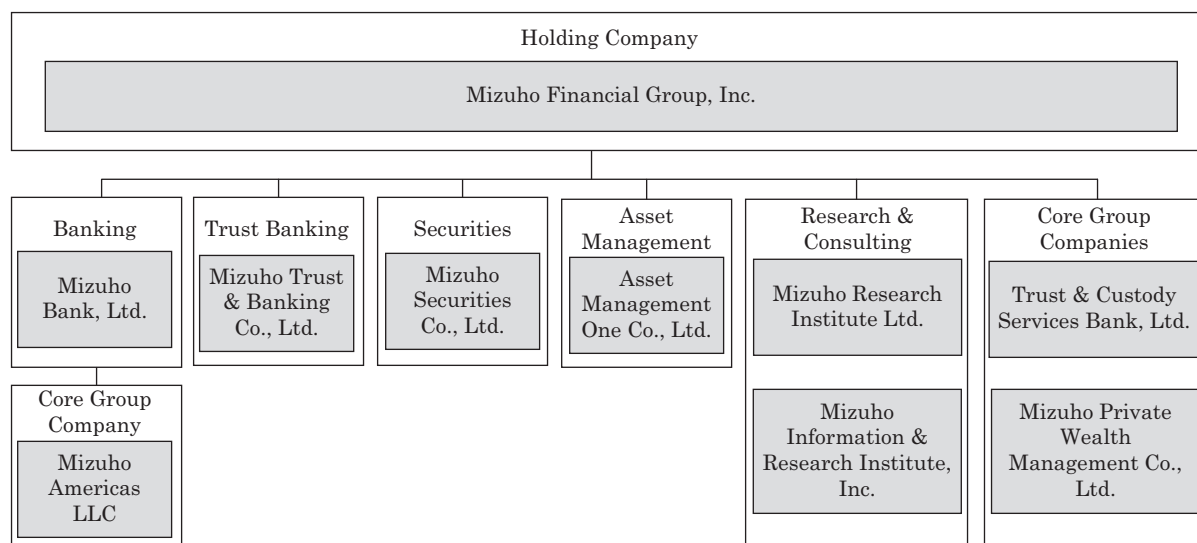 Holding Company
Mizuho Financial Group, Inc.
Banking
Mizuho
Bank, Ltd.
Core Group
Company
Mizuho
Americas
LLC
Trust Banking
Mizuho Trust
& Banking
Co., Ltd.
Securities
Mizuho
Securities
Co., Ltd.
Asset
Management
Asset
Management
One Co., Ltd.
Research &
Consulting
Mizuho Research
Institute Ltd.
Mizuho
Information &
Research Institute,
Inc.
Core Group
Companies
Trust & Custody
Services Bank, Ltd.
Mizuho Private
Wealth
Management Co.,
Ltd.